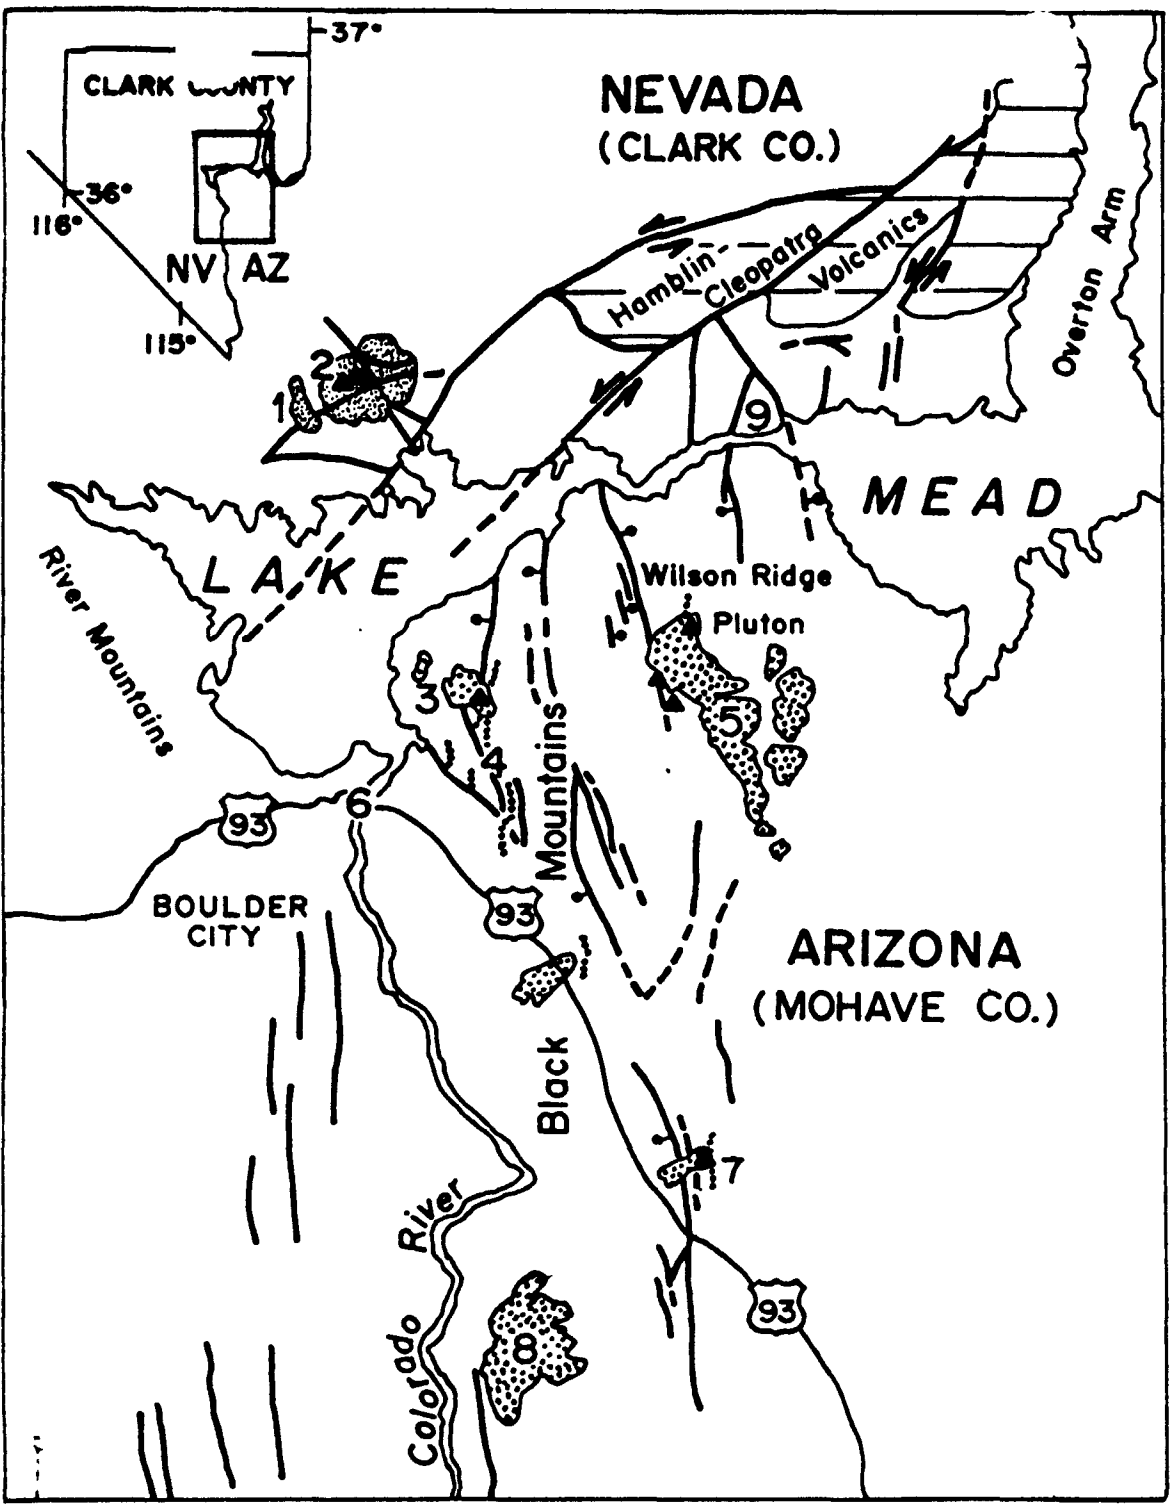 37°
CLARK COUNTY
36°
116°
NV AZ
115°
NEVADA
(CLARK CO.)
Hamblin-
Cleopatra
Volcanics
Overton Arm
2
1
9
MEAD
LAKE
River Mountains
Wilson Ridge
Pluton
3
5
4
Mountains
6
93
BOULDER
CITY
93
ARIZONA
(MOHAVE CO.)
Black
7
River
93
8
Colorado